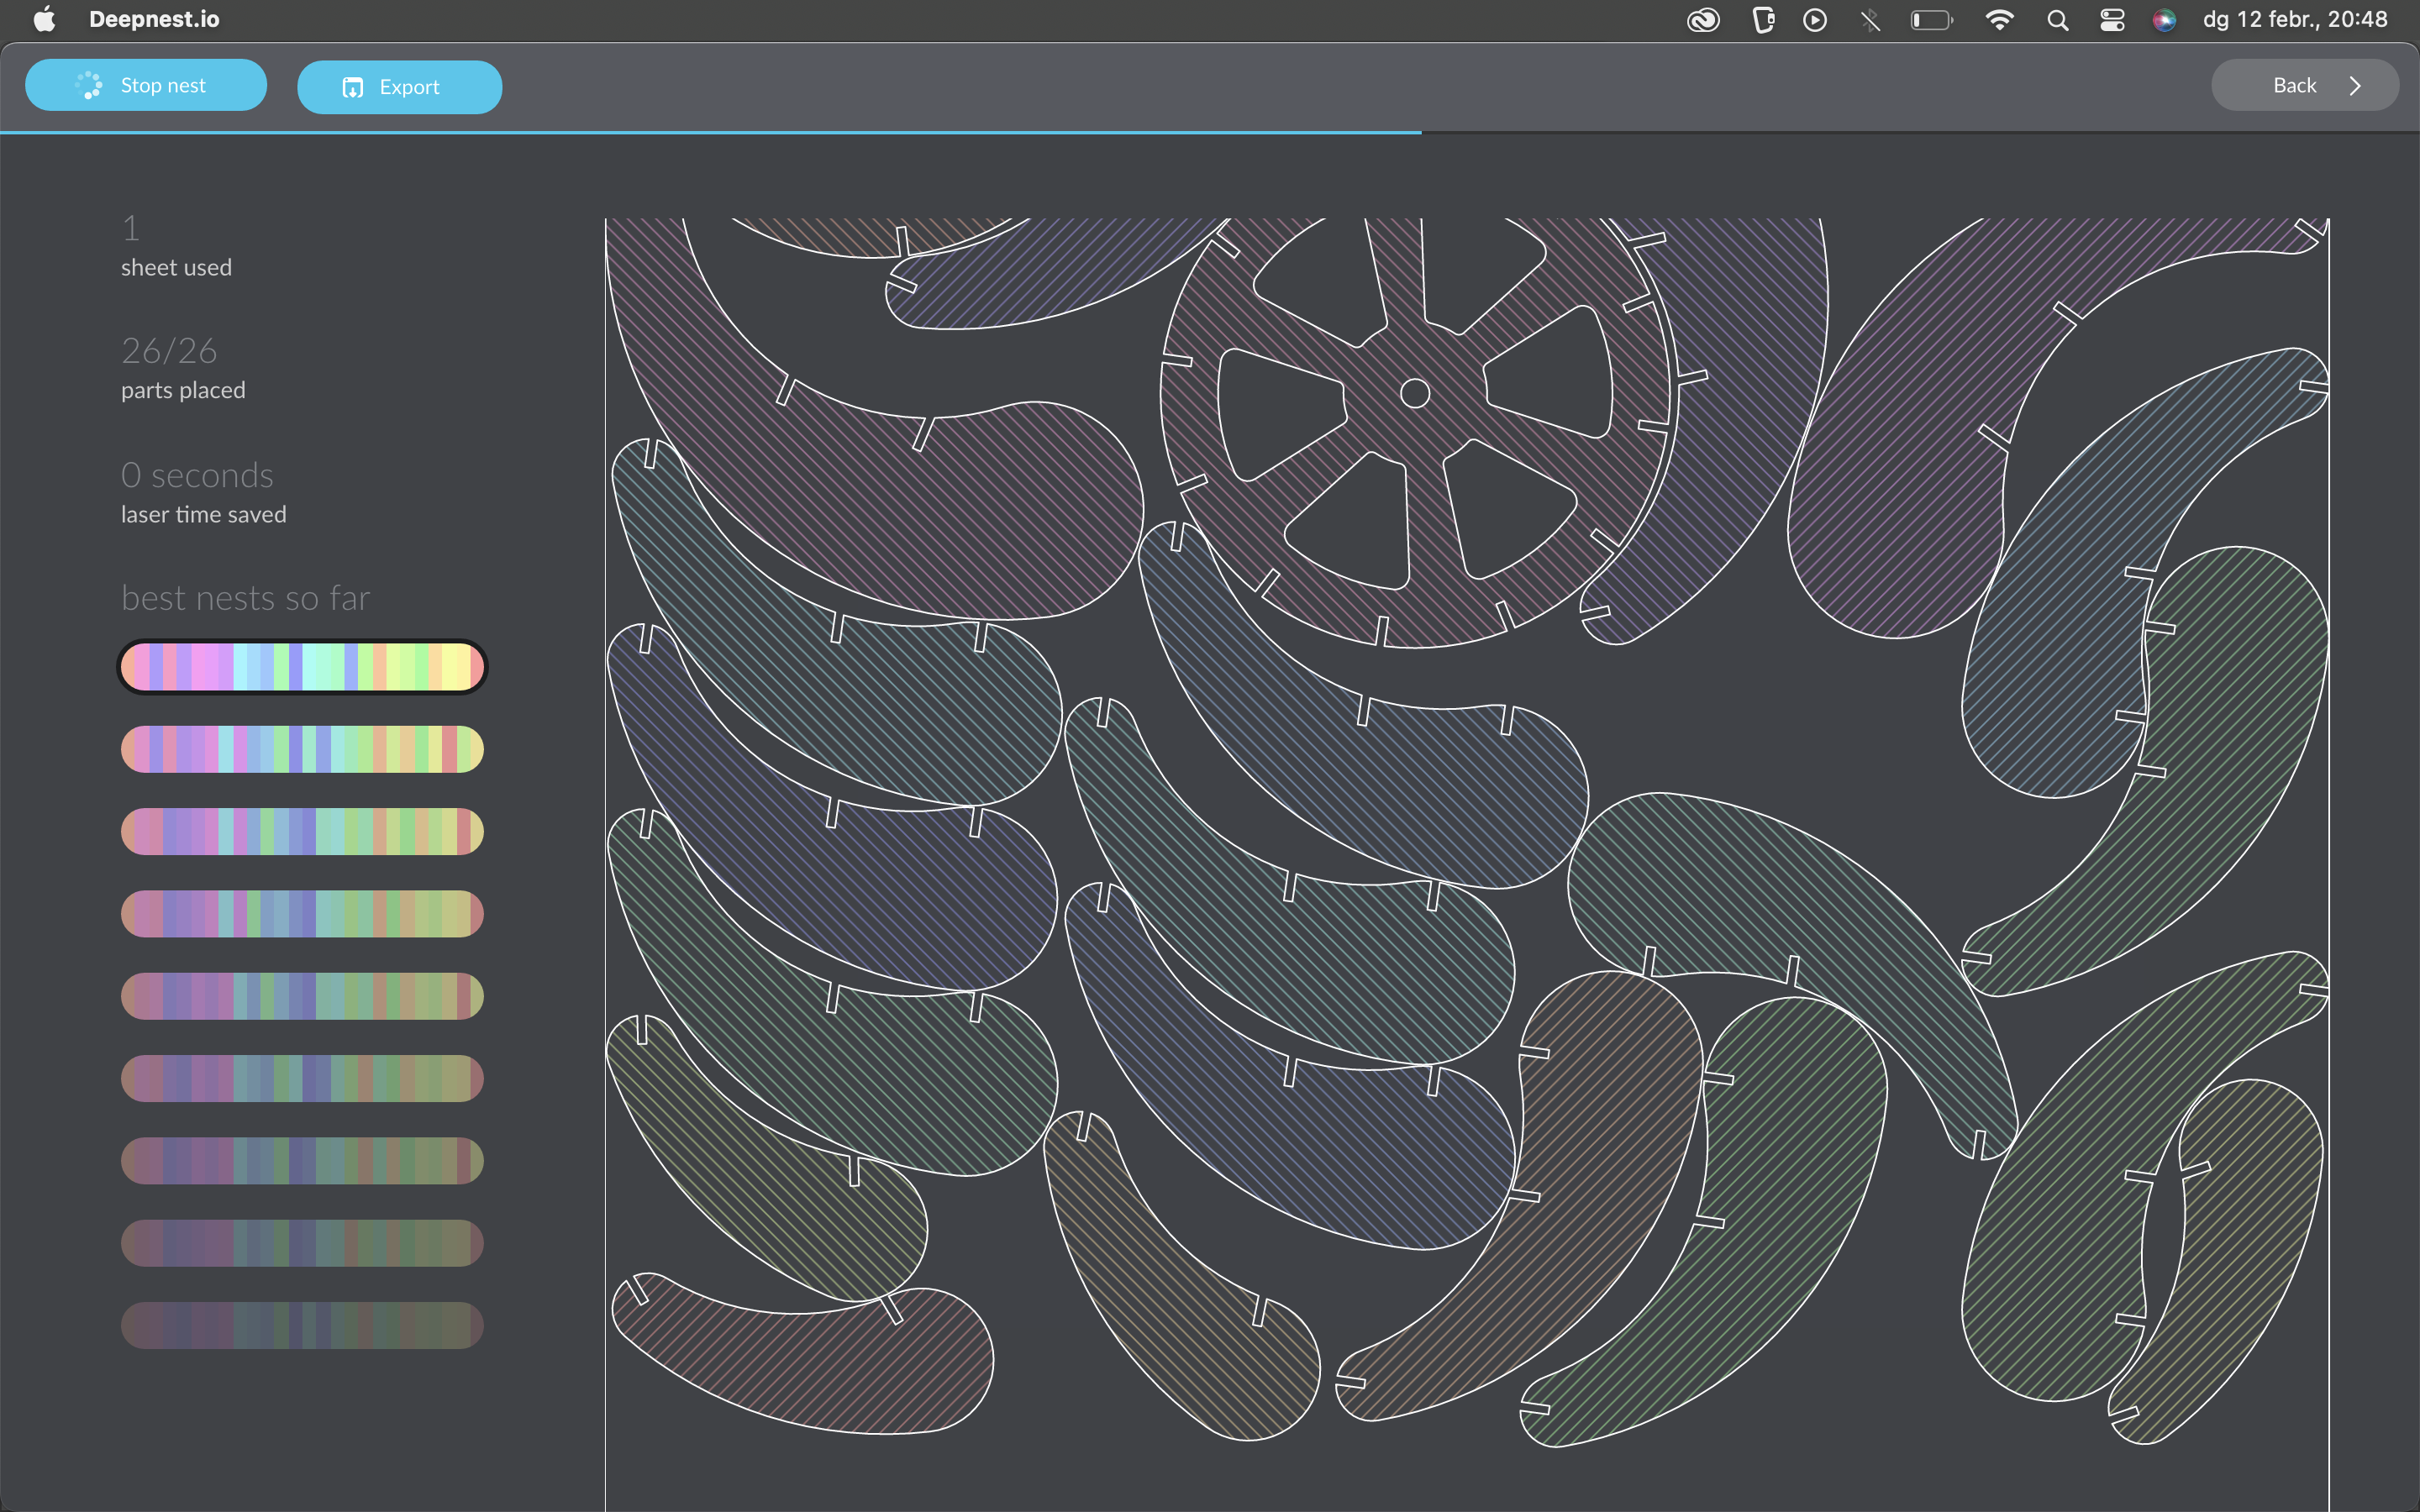 Deepnest.io
dg 12 febr., 20:48
Stop nest
Export
Back
1
sheet used
26/26
parts placed
0 seconds
laser time saved
best nests so far